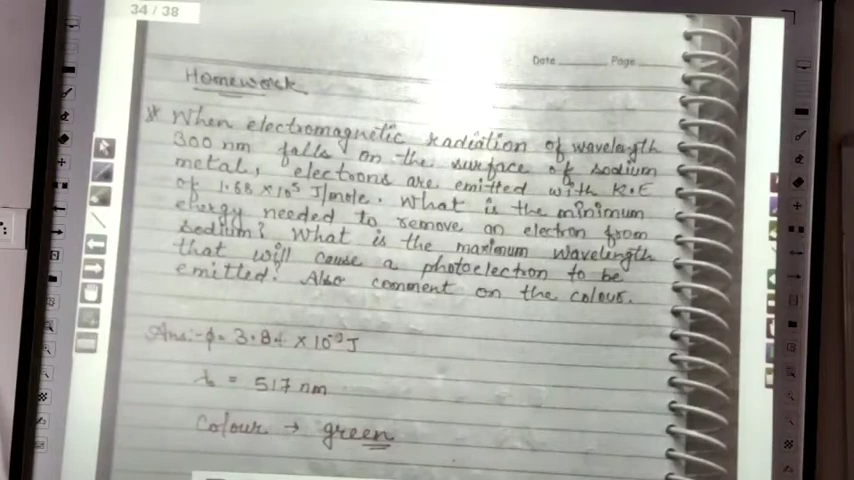 34 / 38
Date Page
Homework
* When electromagnetic radiation of wavelength
300 nm falls on the surface of sodium
metal, electoons are emitted with K.E
of 1.68 × 10⁵ J/mole. What is the minimum
energy needed to remove an electron from
sodium? What is the maximum wavelength
that will cause a photoelectron to be
emitted? Also comment on the colour.
Ans:- φ = 3.84 × 10⁻¹⁹ J
λ₀ = 517 nm
Colour → green